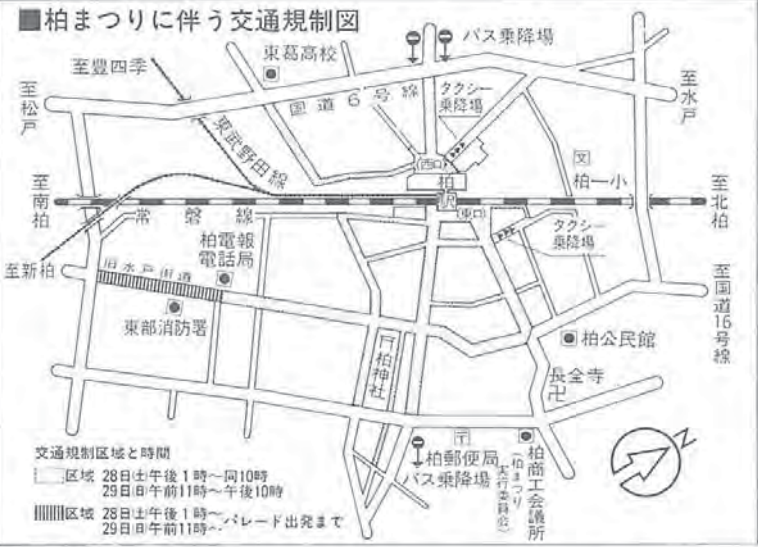 ■柏まつりに伴う交通規制図
バス乗降場
東葛高校
至豊四季
至松戸
国道6号線
タクシー
乗降場
至水戸
東武野田線
(西口)
柏
駅
(東口)
文
柏一小
至南柏
至北柏
常磐線
タクシー
乗降場
柏電報
電話局
至新柏
旧水戸街道
至国道16号線
東部消防署
柏公民館
柏神社
長全寺
卍
N
〒
柏郵便局
バス乗降場
柏商工会議所
(柏まつり
実行委員会)
交通規制区域と時間
区域 28日(土)午後1時〜同10時
29日(日)午前11時〜午後10時
区域 28日(土)午後1時〜
29日(日)午前11時〜
パレード出発まで